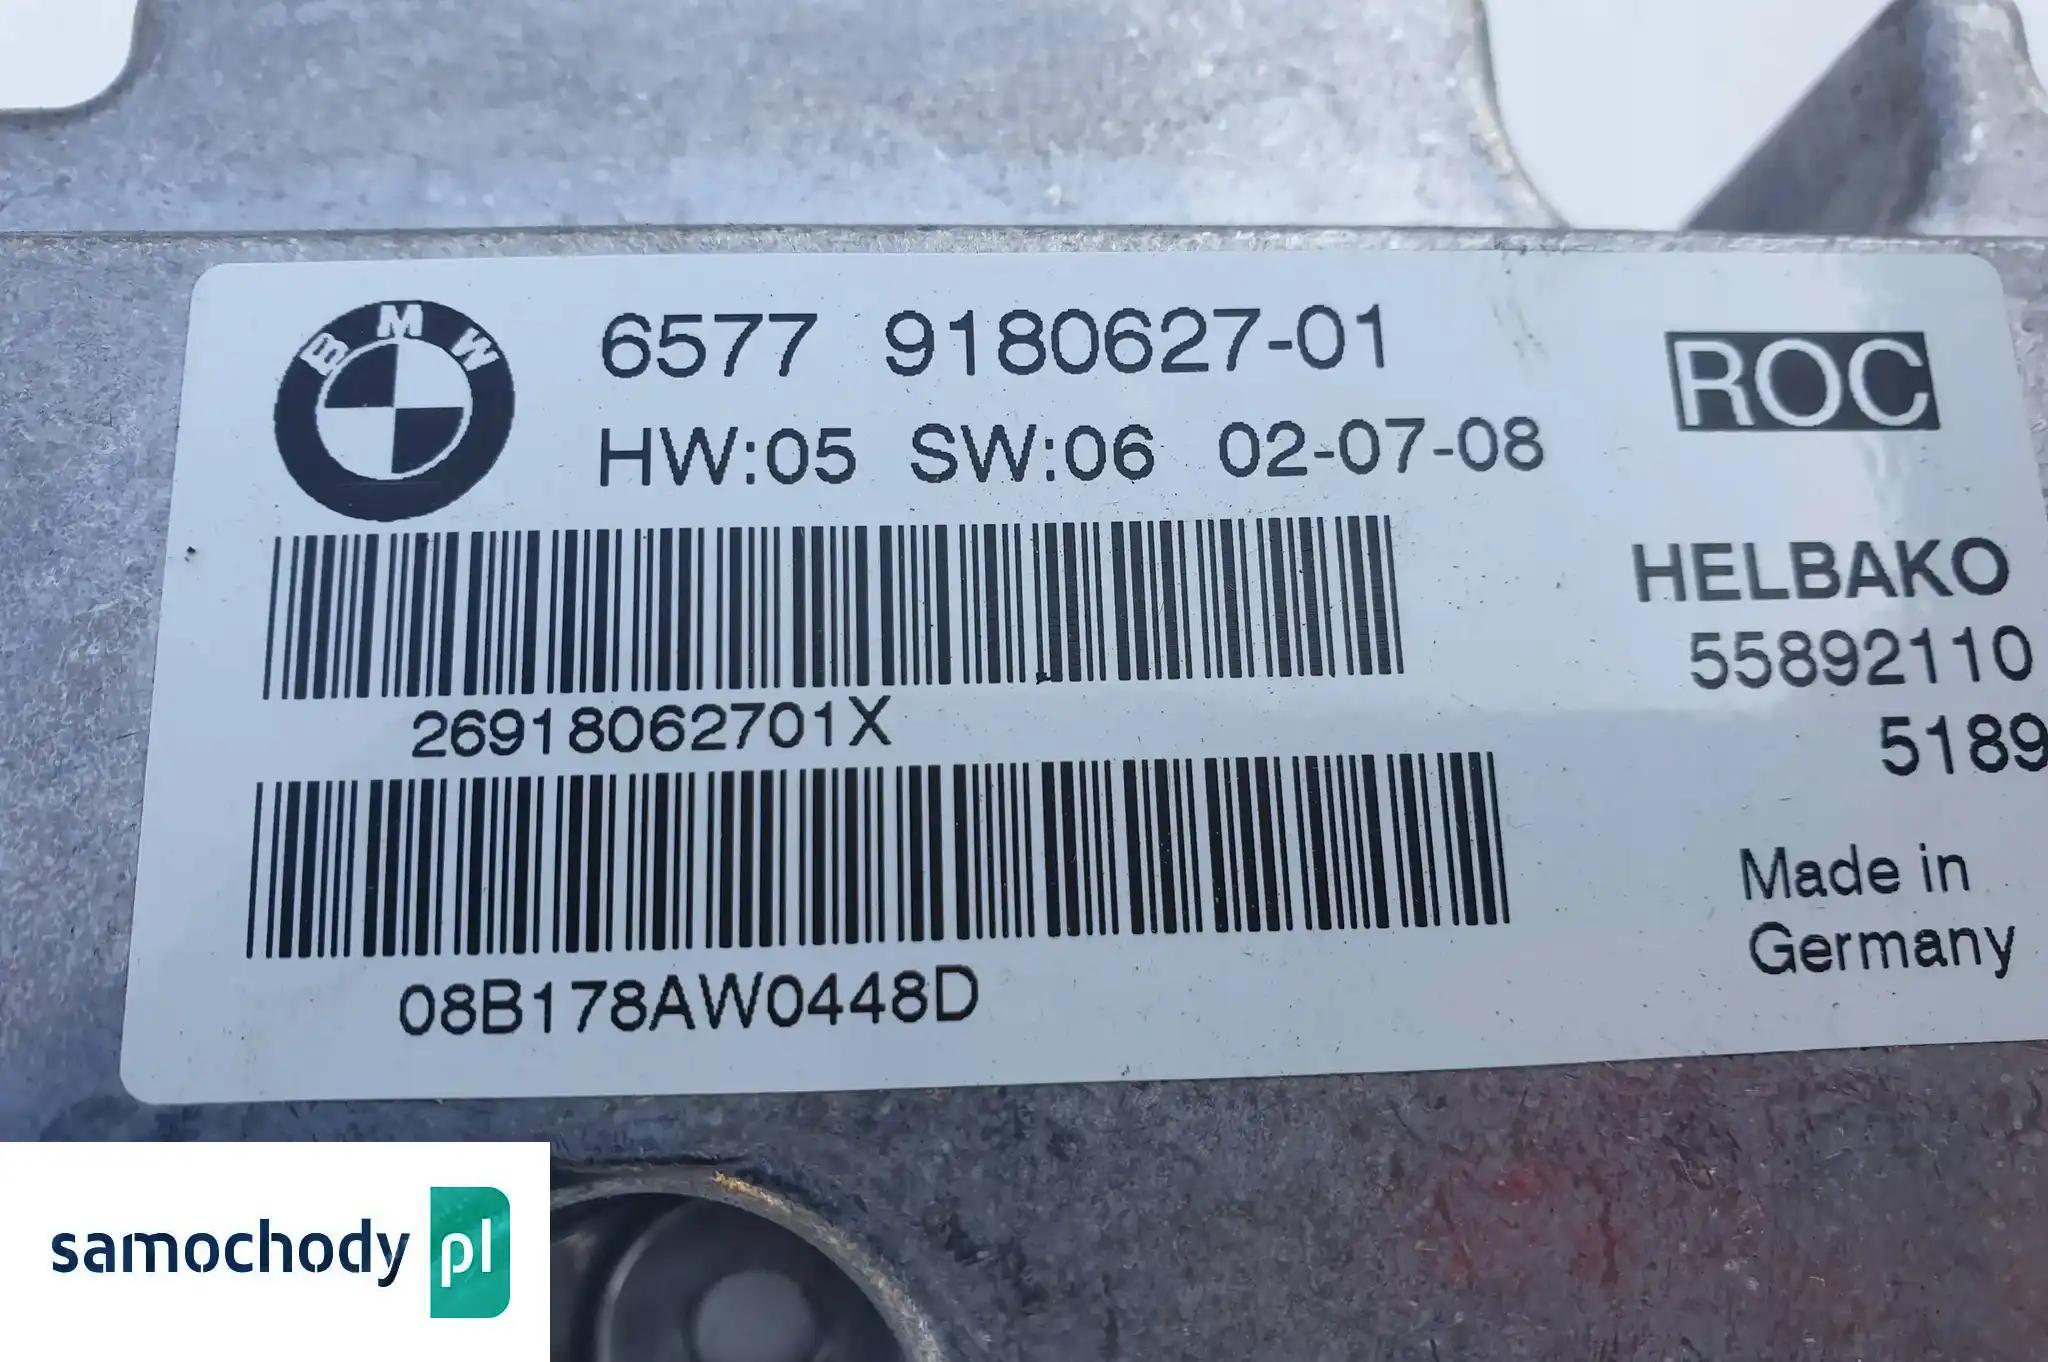 BMW
6577 9180627-01
HW:05 SW:06 02-07-08
ROC
HELBAKO
55892110
5189
26918062701X
08B178AW0448D
Made in
Germany
samochody pl